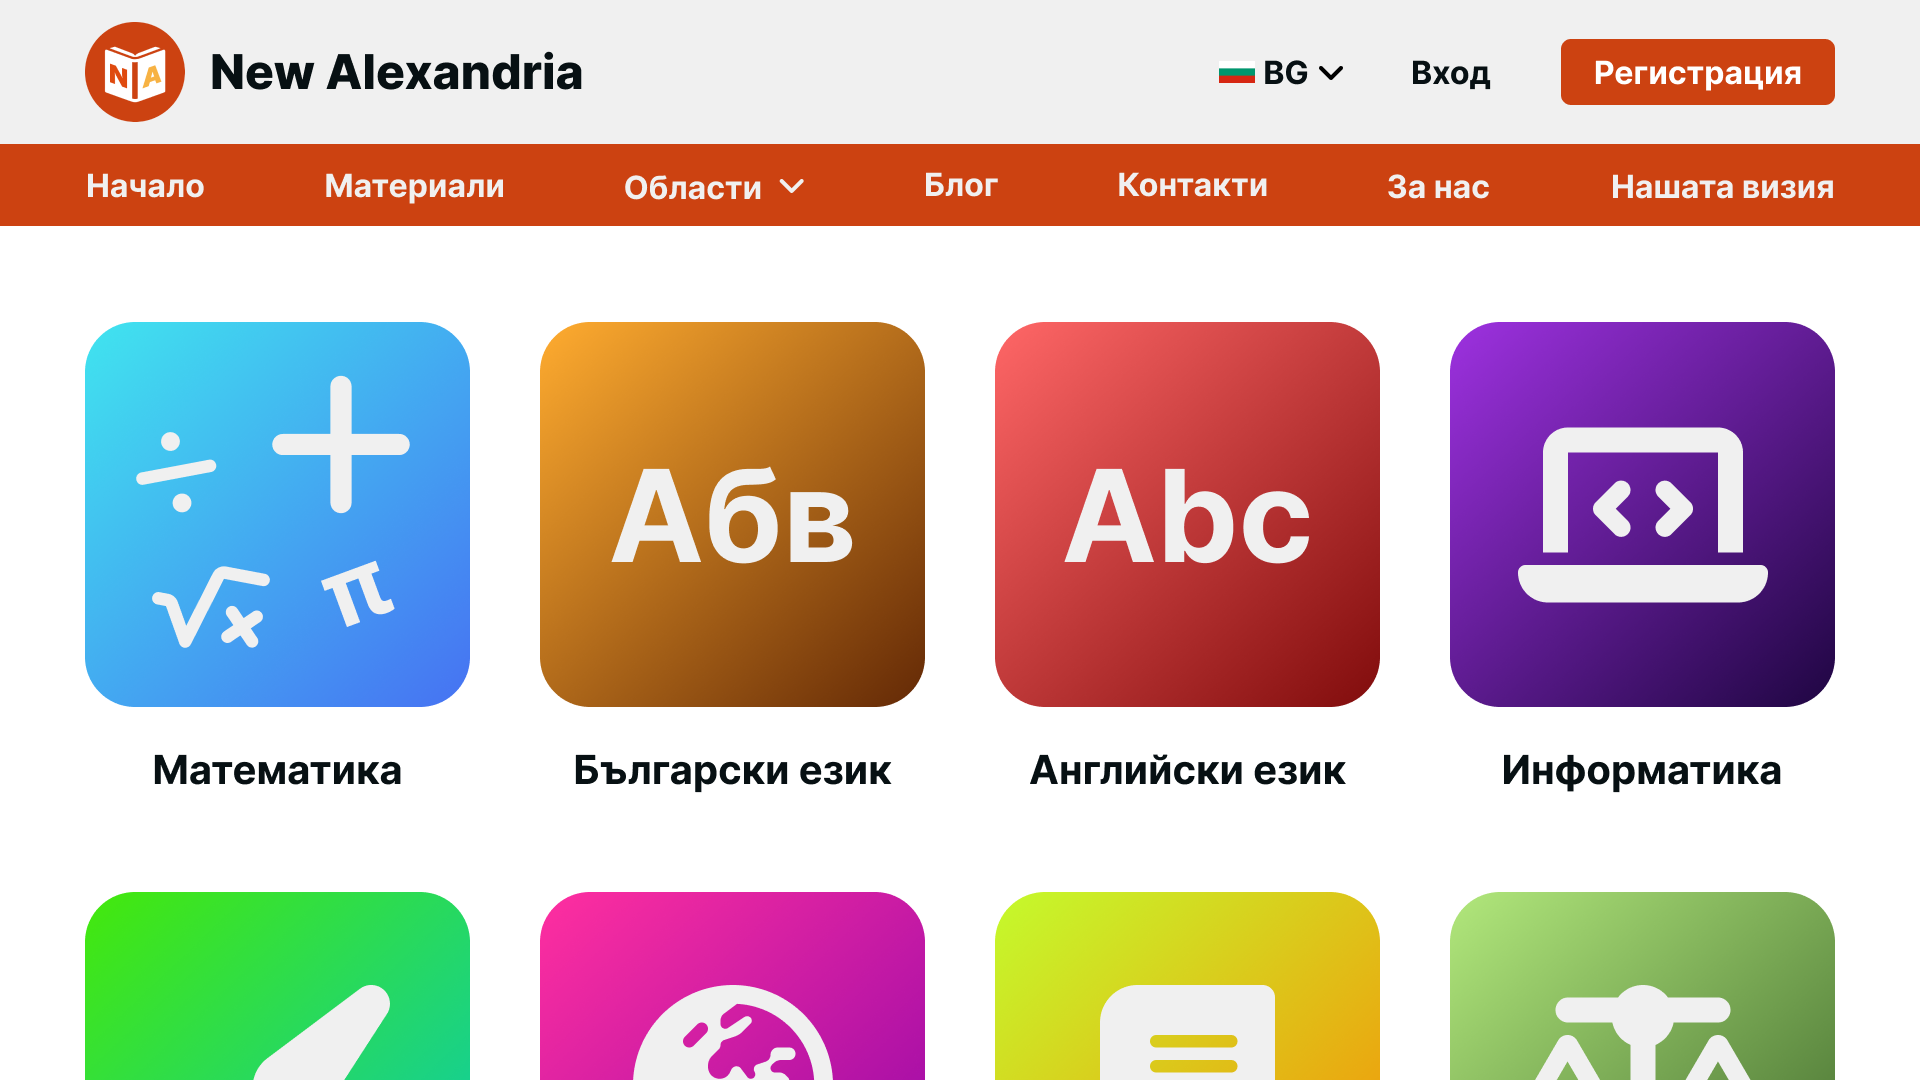 NA
New Alexandria
BG
Вход
Регистрация
Начало
Материали
Области
Блог
Контакти
За нас
Нашата визия
÷ +
√x π
Абв
Abc
Математика
Български език
Английски език
Информатика